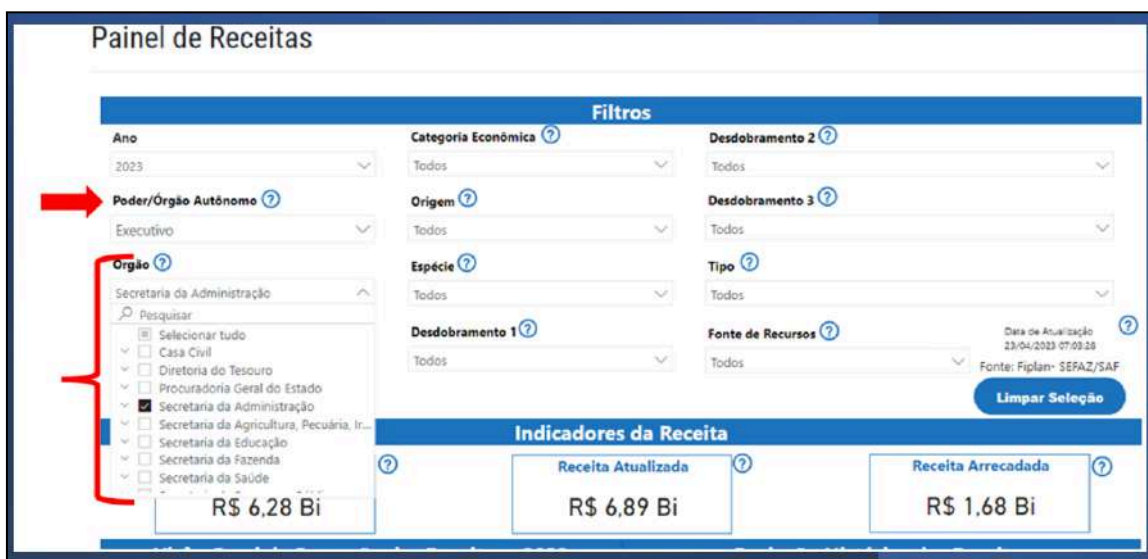 Painel de Receitas
Filtros
Ano
2023
Poder/Órgão Autônomo ?
Executivo
Orgão ?
Secretaria da Administração
Pesquisar
Selecionar tudo
Casa Civil
Diretoria do Tesouro
Procuradoria Geral do Estado
Secretaria da Administração
Secretaria da Agricultura, Pecuária, Ir...
Secretaria da Educação
Secretaria da Fazenda
Secretaria da Saúde
Categoria Econômica ?
Todos
Origem ?
Todos
Espécie ?
Todos
Desdobramento 1 ?
Todos
Desdobramento 2 ?
Todos
Desdobramento 3 ?
Todos
Tipo ?
Todos
Fonte de Recursos ?
Todos
Data de Atualização ?
23/04/2023 07:03:28
Fonte: Fiplan- SEFAZ/SAF
Limpar Seleção
Indicadores da Receita
?
R$ 6,28 Bi
Receita Atualizada ?
R$ 6,89 Bi
Receita Arrecadada ?
R$ 1,68 Bi